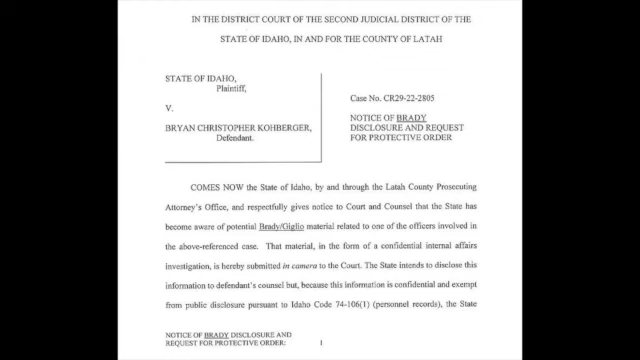 IN THE DISTRICT COURT OF THE SECOND JUDICIAL DISTRICT OF THE
STATE OF IDAHO, IN AND FOR THE COUNTY OF LATAH
STATE OF IDAHO,
Plaintiff,
V.
BRYAN CHRISTOPHER KOHBERGER,
Defendant.
Case No. CR29-22-2805
NOTICE OF BRADY
DISCLOSURE AND REQUEST
FOR PROTECTIVE ORDER
COMES NOW the State of Idaho, by and through the Latah County Prosecuting
Attorney's Office, and respectfully gives notice to Court and Counsel that the State has
become aware of potential Brady/Giglio material related to one of the officers involved in
the above-referenced case. That material, in the form of a confidential internal affairs
investigation, is hereby submitted in camera to the Court. The State intends to disclose this
information to defendant's counsel but, because this information is confidential and exempt
from public disclosure pursuant to Idaho Code 74-106(1) (personnel records), the State
NOTICE OF BRADY DISCLOSURE AND
REQUEST FOR PROTECTIVE ORDER: 1